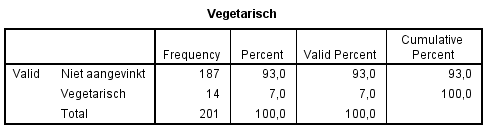 Vegetarisch
Frequency Percent Valid Percent Cumulative Percent
Valid Niet aangevinkt 187 93,0 93,0 93,0
Vegetarisch 14 7,0 7,0 100,0
Total 201 100,0 100,0